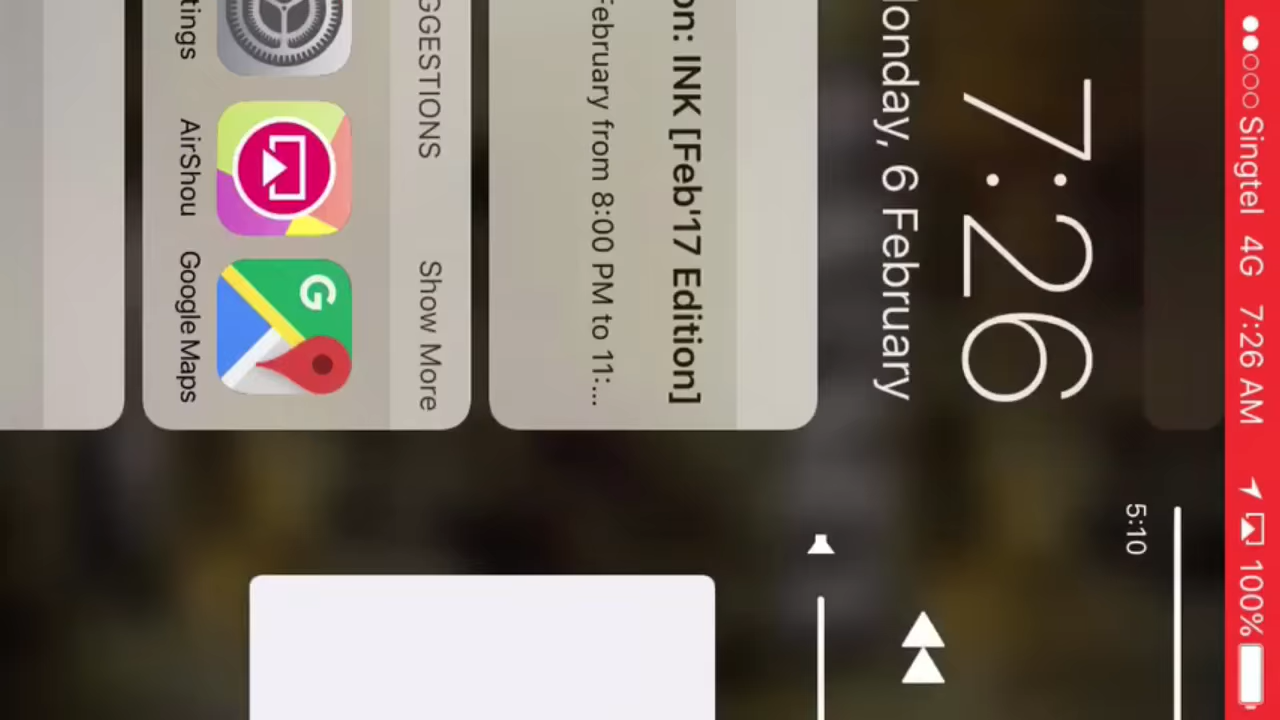 Singtel 4G 7:26 AM 100%
7:26
onday, 6 February
5:10
on: INK [Feb'17 Edition]
February from 8:00 PM to 11:...
GGESTIONS Show More
tings AirShou Google Maps